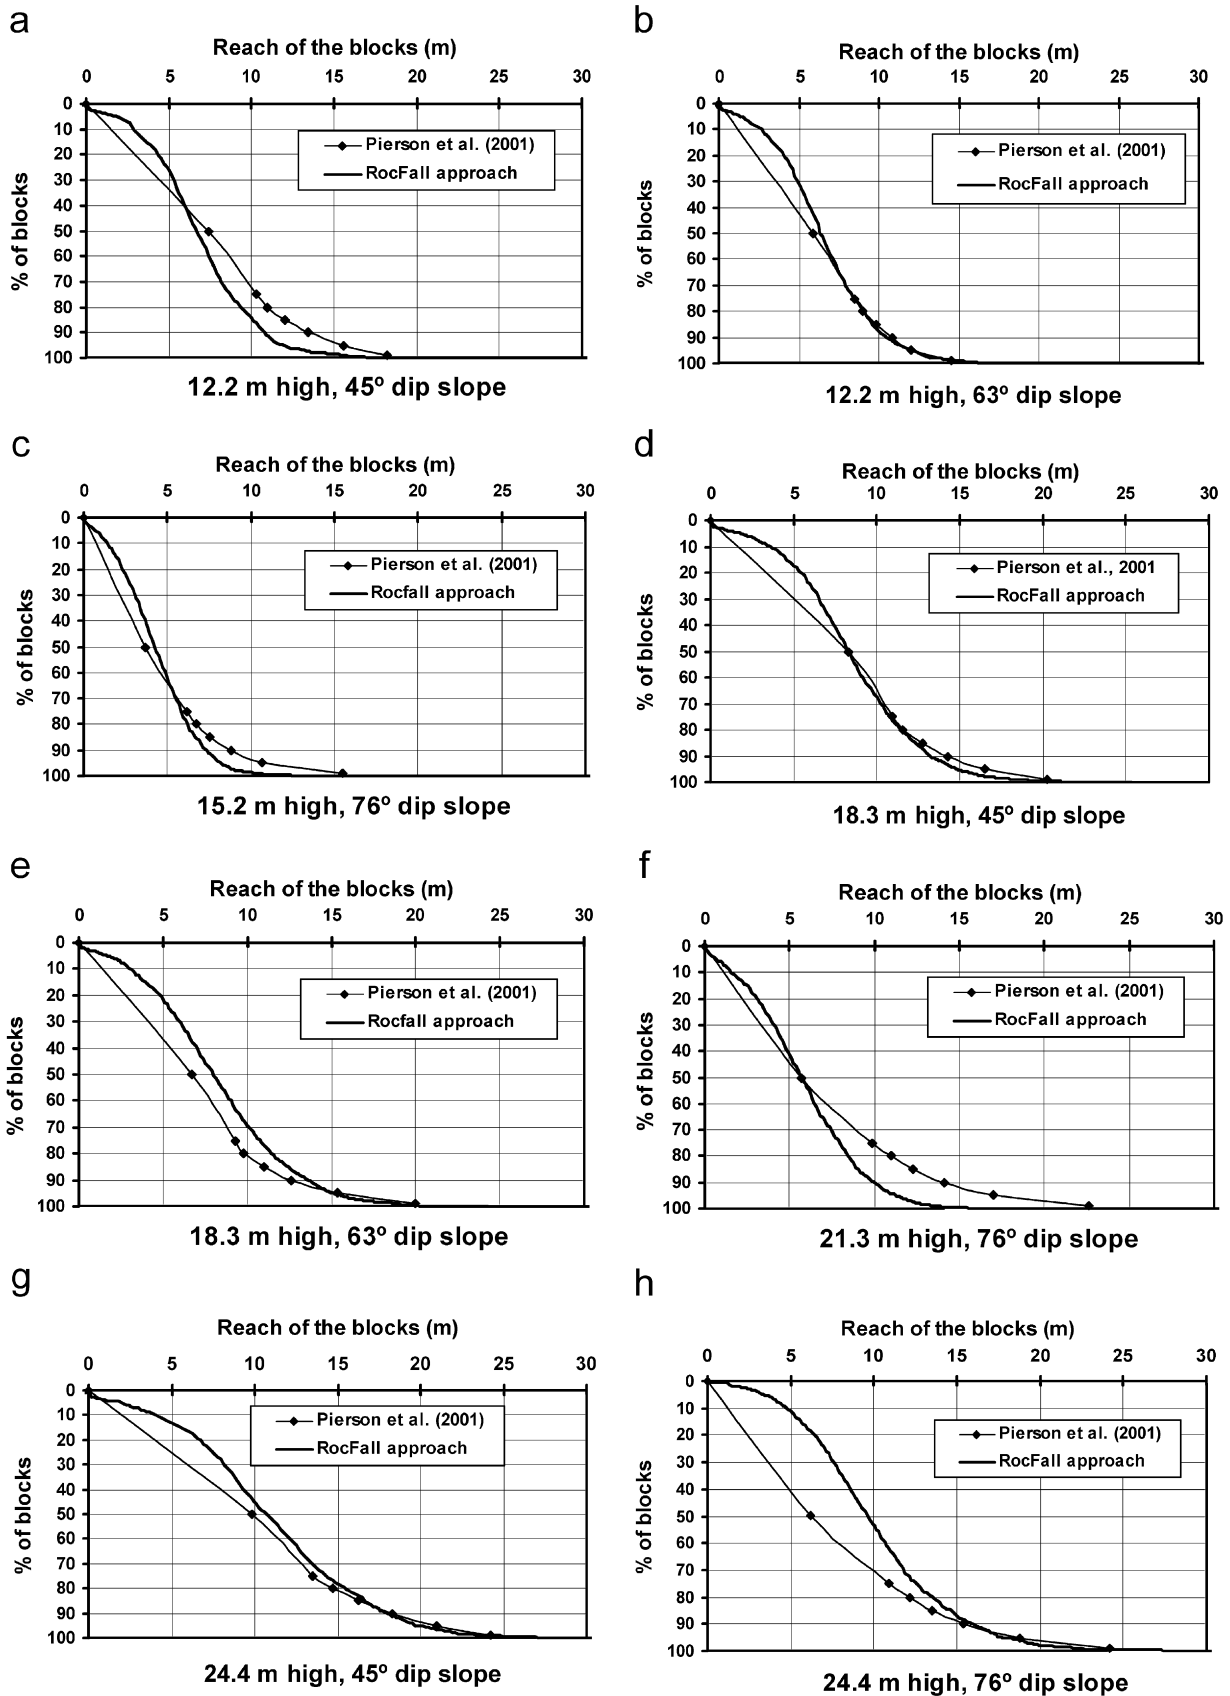 a
Reach of the blocks (m)
0 5 10 15 20 25 30
0
10
20
30
40
50
60
70
80
90
100
% of blocks
Pierson et al. (2001)
RocFall approach
12.2 m high, 45º dip slope
b
Reach of the blocks (m)
0 5 10 15 20 25 30
0
10
20
30
40
50
60
70
80
90
100
% of blocks
Pierson et al. (2001)
RocFall approach
12.2 m high, 63º dip slope
c
Reach of the blocks (m)
0 5 10 15 20 25 30
0
10
20
30
40
50
60
70
80
90
100
% of blocks
Pierson et al. (2001)
Rocfall approach
15.2 m high, 76º dip slope
d
Reach of the blocks (m)
0 5 10 15 20 25 30
0
10
20
30
40
50
60
70
80
90
100
% of blocks
Pierson et al., 2001
RocFall approach
18.3 m high, 45º dip slope
e
Reach of the blocks (m)
0 5 10 15 20 25 30
0
10
20
30
40
50
60
70
80
90
100
% of blocks
Pierson et al. (2001)
Rocfall approach
18.3 m high, 63º dip slope
f
Reach of the blocks (m)
0 5 10 15 20 25 30
0
10
20
30
40
50
60
70
80
90
100
% of blocks
Pierson et al. (2001)
RocFall approach
21.3 m high, 76º dip slope
g
Reach of the blocks (m)
0 5 10 15 20 25 30
0
10
20
30
40
50
60
70
80
90
100
% of blocks
Pierson et al. (2001)
RocFall approach
24.4 m high, 45º dip slope
h
Reach of the blocks (m)
0 5 10 15 20 25 30
0
10
20
30
40
50
60
70
80
90
100
% of blocks
Pierson et al. (2001)
RocFall approach
24.4 m high, 76º dip slope